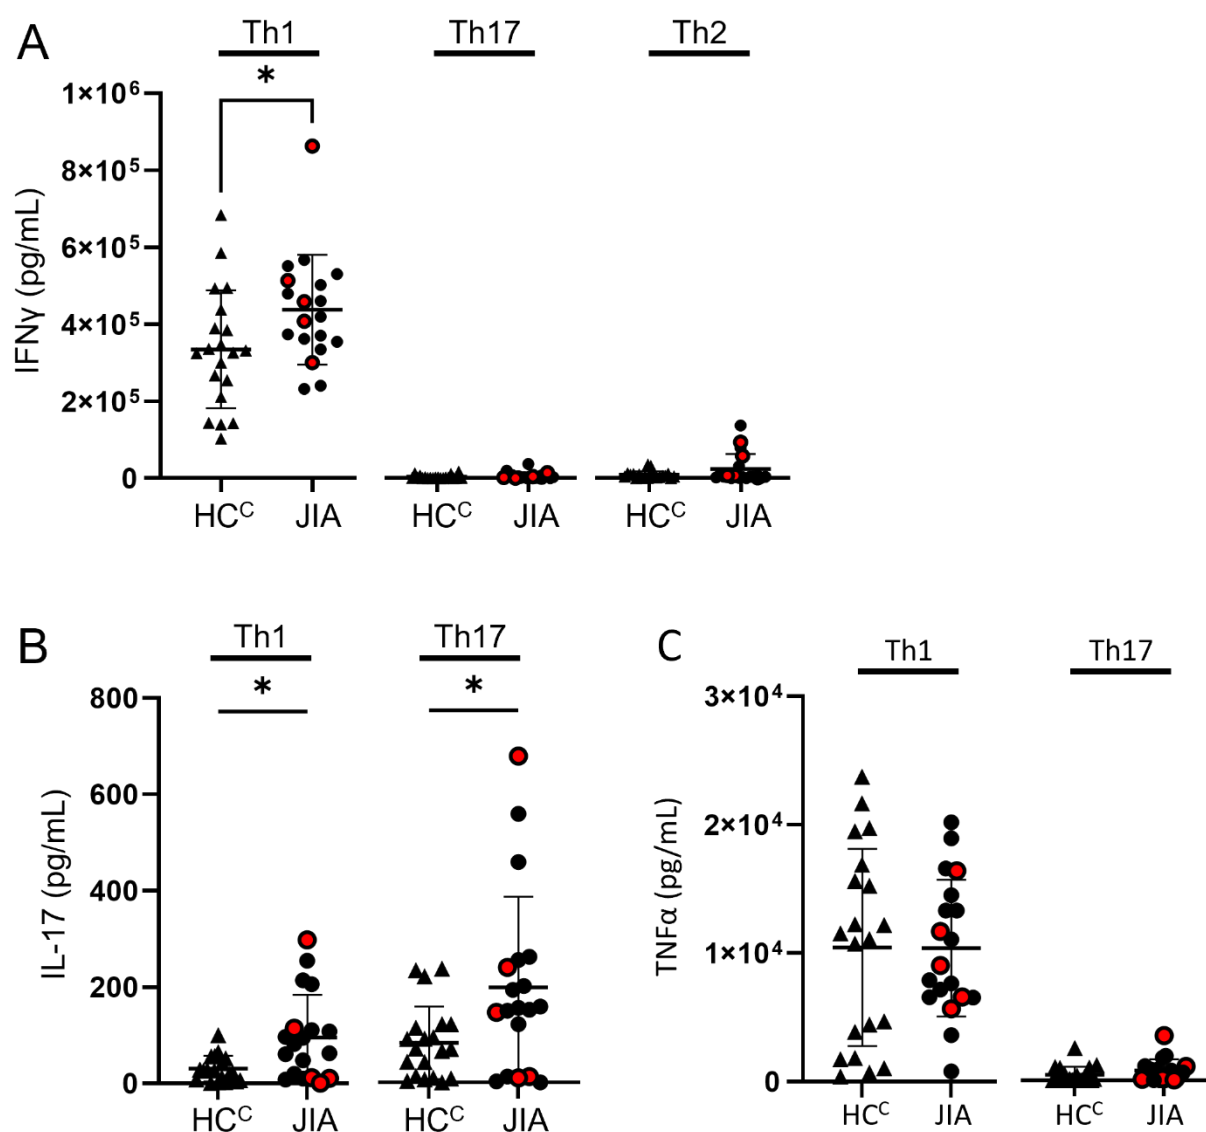 A
Th1
Th17
Th2
*
IFNγ (pg/mL)
1×10⁶
8×10⁵
6×10⁵
4×10⁵
2×10⁵
0
HCᶜ
JIA
HCᶜ
JIA
HCᶜ
JIA
B
Th1
Th17
*
*
IL-17 (pg/mL)
800
600
400
200
0
HCᶜ
JIA
HCᶜ
JIA
C
Th1
Th17
TNFα (pg/mL)
3×10⁴
2×10⁴
1×10⁴
0
HCᶜ
JIA
HCᶜ
JIA